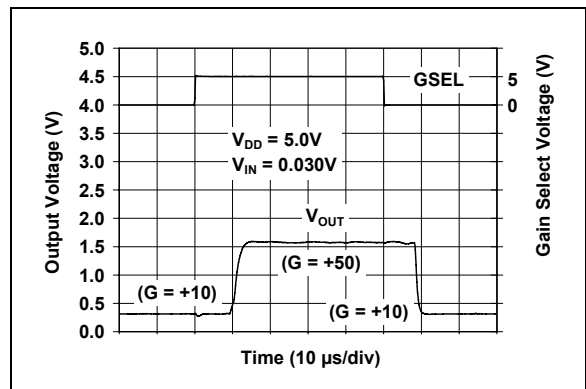 5.0
4.5
4.0
3.5
3.0
2.5
2.0
1.5
1.0
0.5
0.0
Output Voltage (V)
GSEL
5
0
Gain Select Voltage (V)
V_DD = 5.0V
V_IN = 0.030V
V_OUT
(G = +50)
(G = +10)
(G = +10)
Time (10 µs/div)